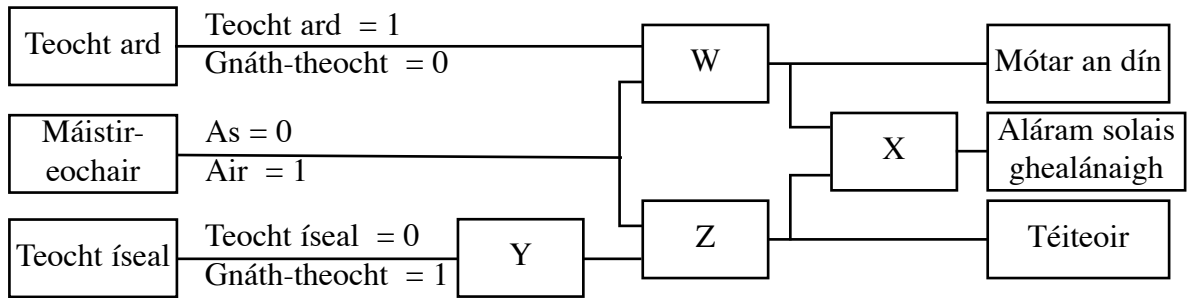 Teocht ard
Teocht ard = 1
Gnáth-theocht = 0
W
Mótar an dín
Máistir-
eochair
As = 0
Air = 1
X
Aláram solais
ghealánaigh
Teocht íseal
Teocht íseal = 0
Gnáth-theocht = 1
Y
Z
Téiteoir